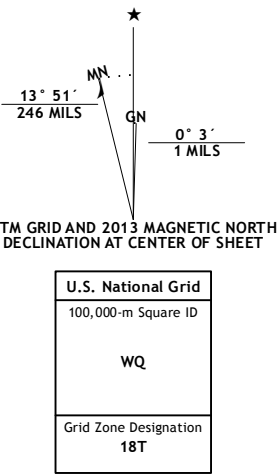 MN
13° 51´
246 MILS
GN
0° 3´
1 MILS
TM GRID AND 2013 MAGNETIC NORTH
DECLINATION AT CENTER OF SHEET
U.S. National Grid
100,000-m Square ID
WQ
Grid Zone Designation
18T